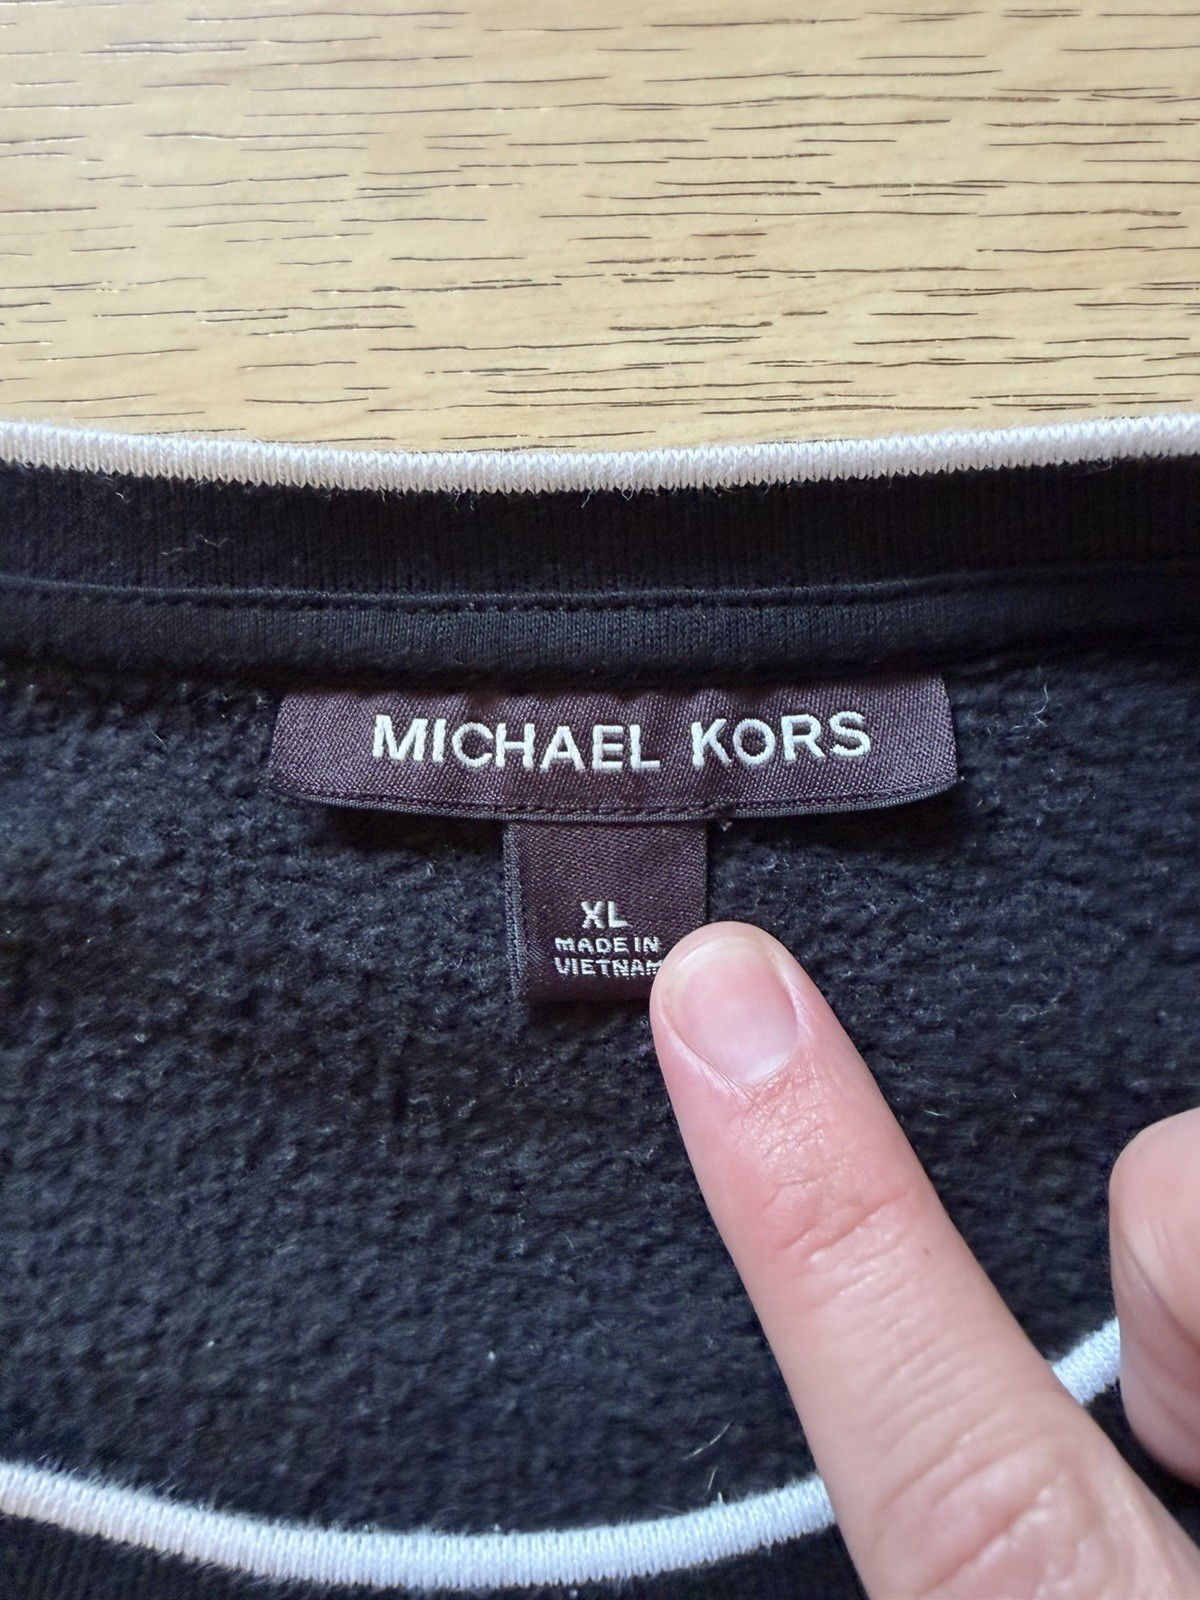 MICHAEL KORS
XL
MADE IN
VIETNAM